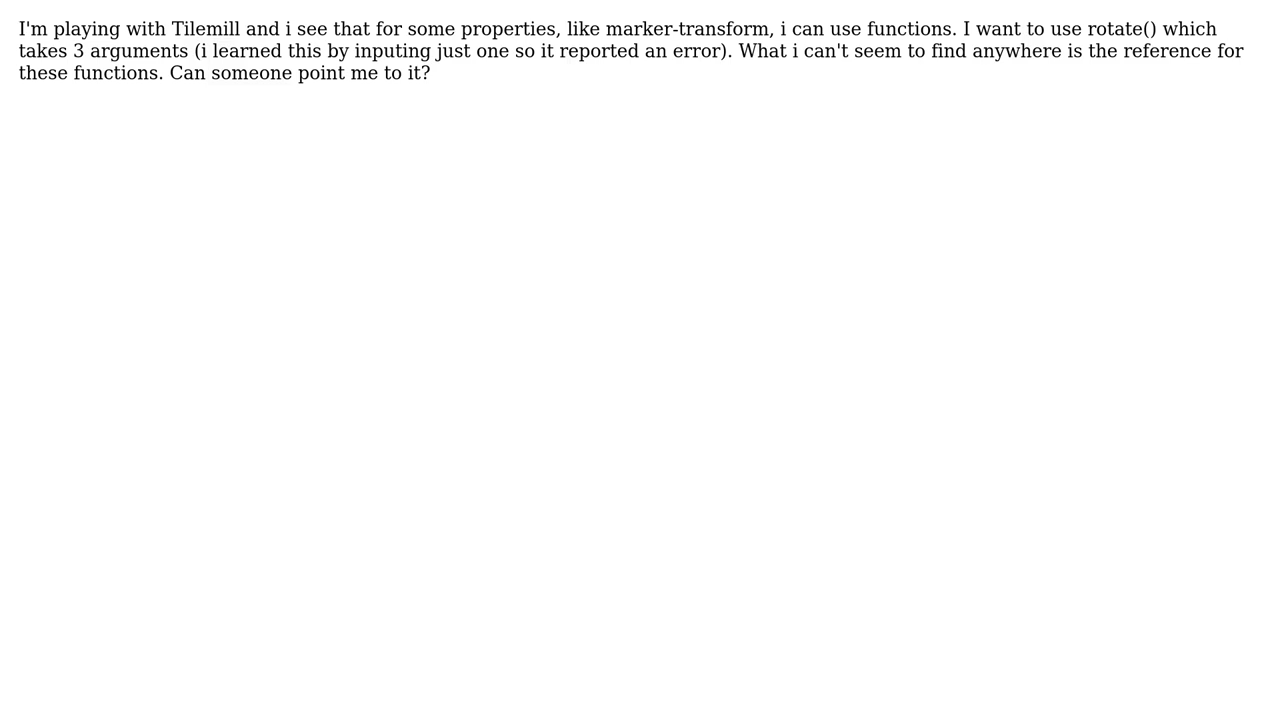 I'm playing with Tilemill and i see that for some properties, like marker-transform, i can use functions. I want to use rotate() which
takes 3 arguments (i learned this by inputing just one so it reported an error). What i can't seem to find anywhere is the reference for
these functions. Can someone point me to it?